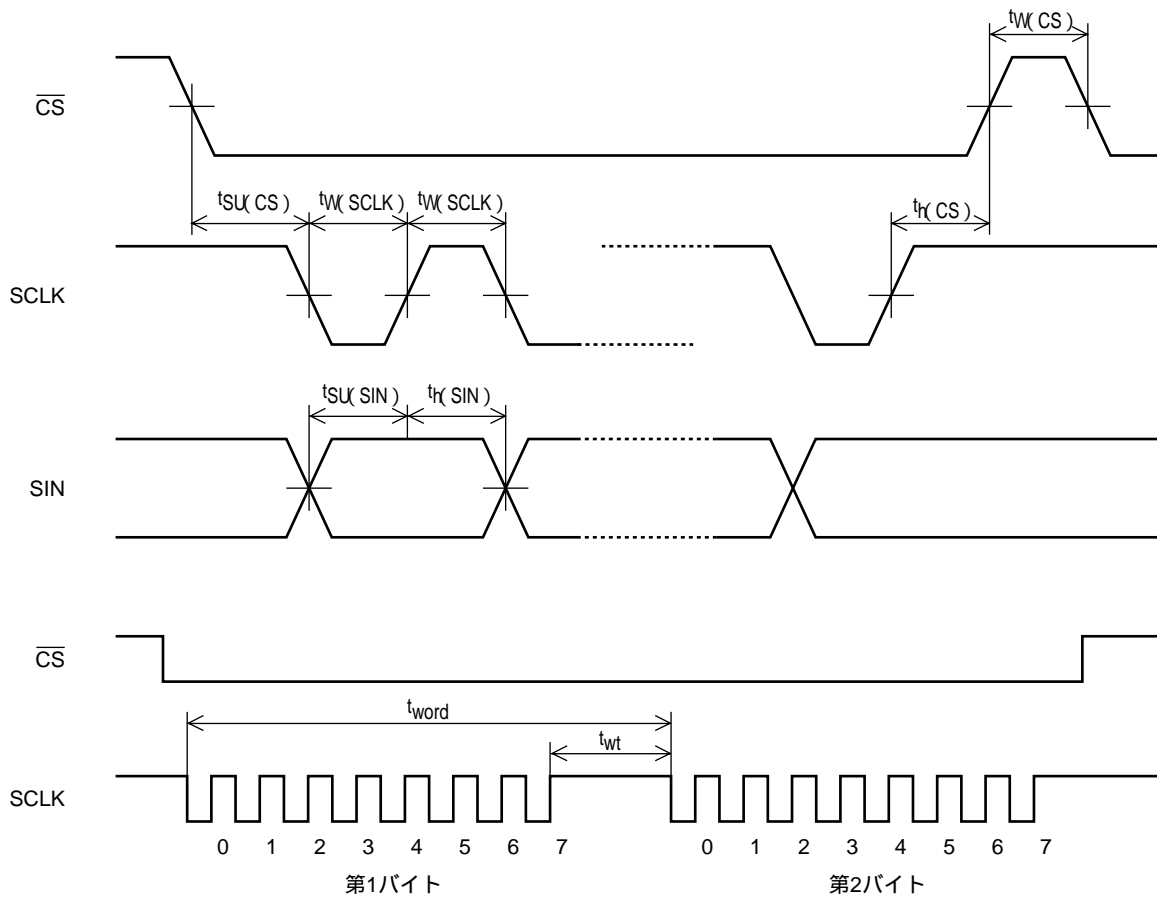 tW(CS)
CS
tSU(CS) tW(SCLK) tW(SCLK) th(CS)
SCLK
tSU(SIN) th(SIN)
SIN
CS
tword
twt
SCLK
0 1 2 3 4 5 6 7 0 1 2 3 4 5 6 7
第1バイト 第2バイト